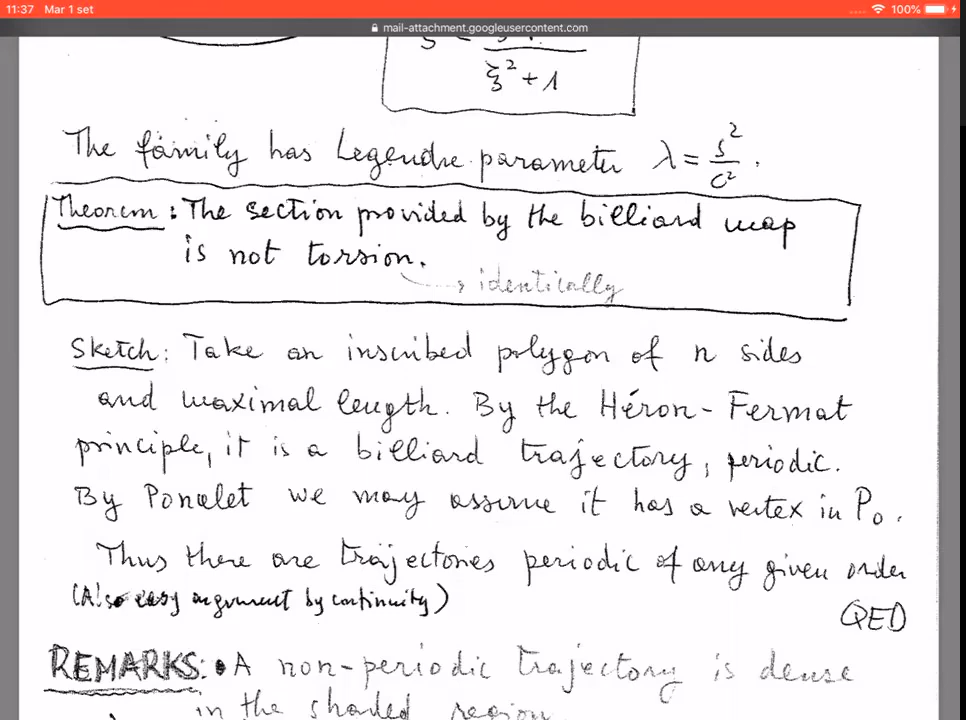 11:37 Mar 1 set
100%
mail-attachment.googleusercontent.com
ξ² + 1
The family has Legendre parameter λ = s²/c² .
Theorem : The section provided by the billiard map
is not torsion.
identically
Sketch : Take an inscribed polygon of n sides
and maximal length. By the Héron - Fermat
principle, it is a billiard trajectory, periodic.
By Poncelet we may assume it has a vertex in P₀ .
Thus there are trajectories periodic of any given order
(Also easy argument by continuity)
QED
REMARKS : • A non-periodic trajectory is dense
in the shaded region